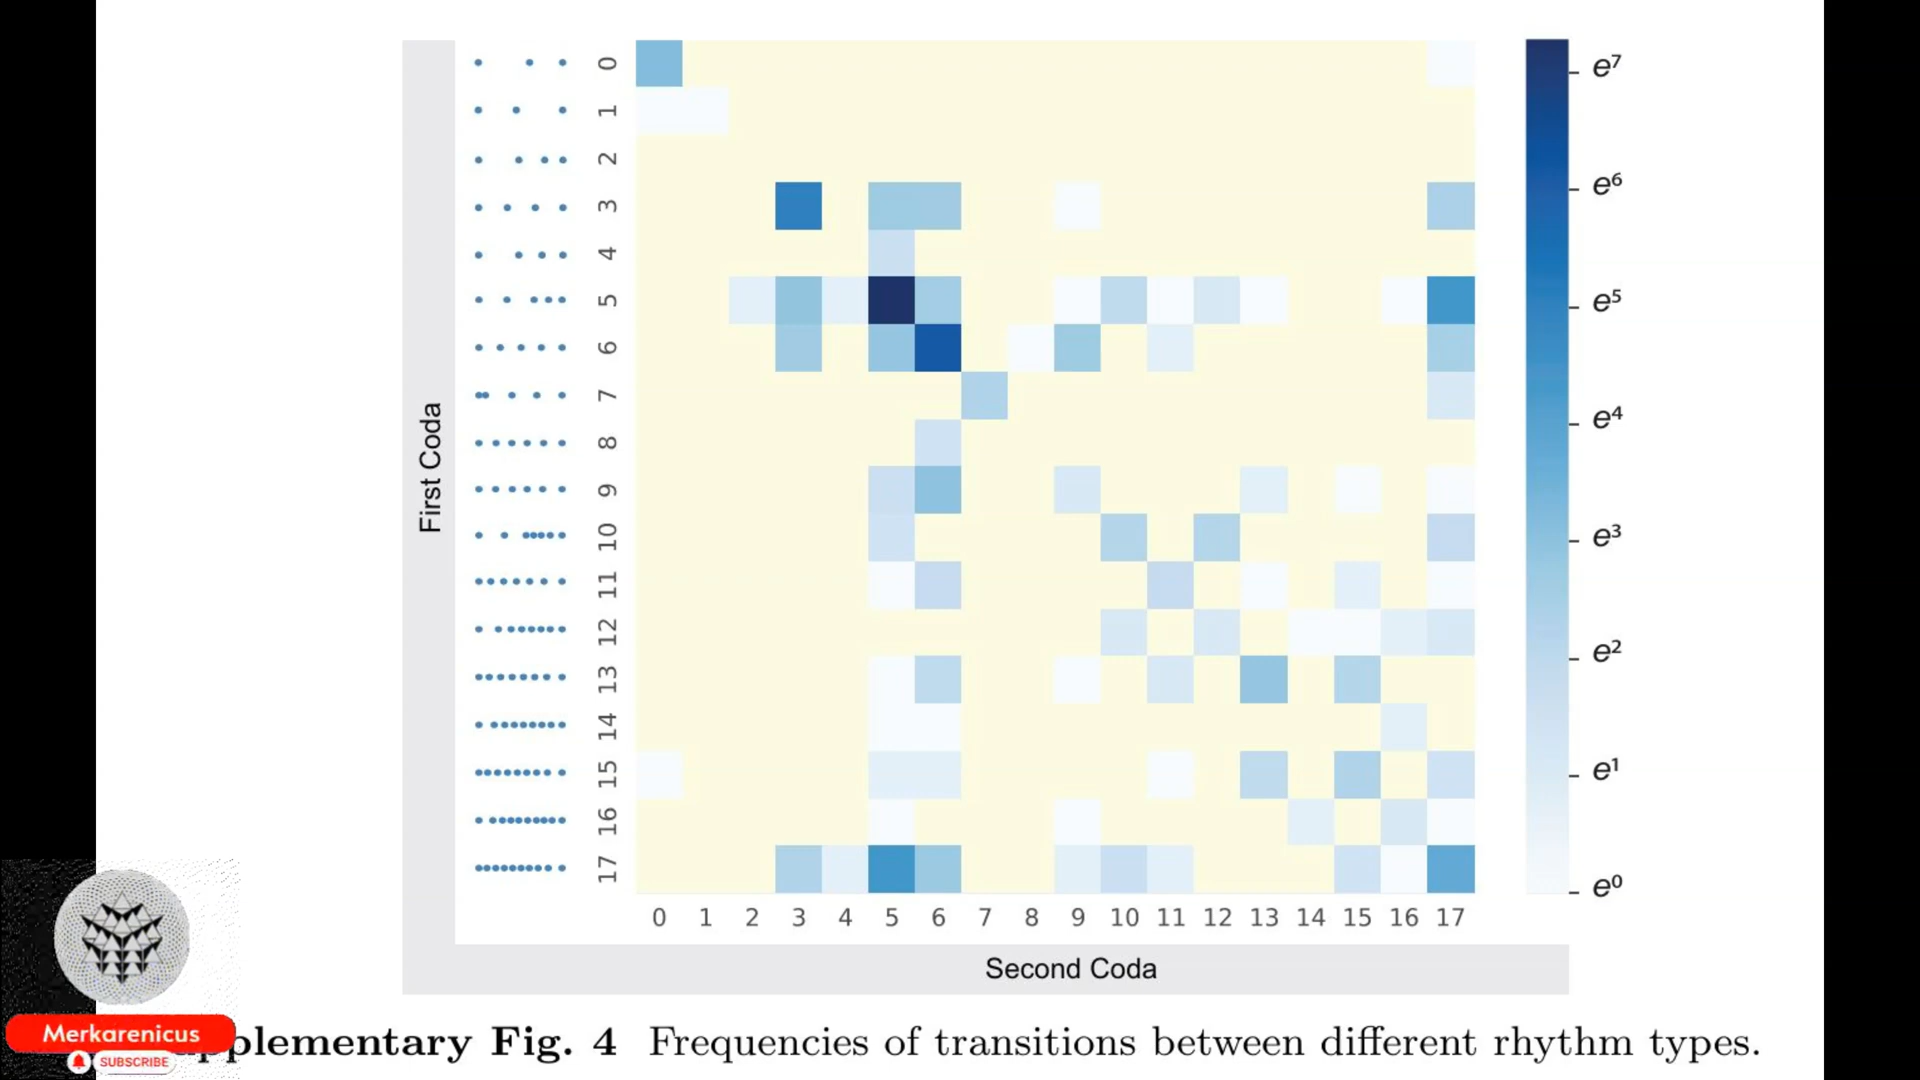 0
1
2
3
4
5
6
7
8
9
10
11
12
13
14
15
16
17
First Coda
0 1 2 3 4 5 6 7 8 9 10 11 12 13 14 15 16 17
Second Coda
e⁷
e⁶
e⁵
e⁴
e³
e²
e¹
e⁰
Fig. 4 Frequencies of transitions between different rhythm types.
Merkarenicus
SUBSCRIBE